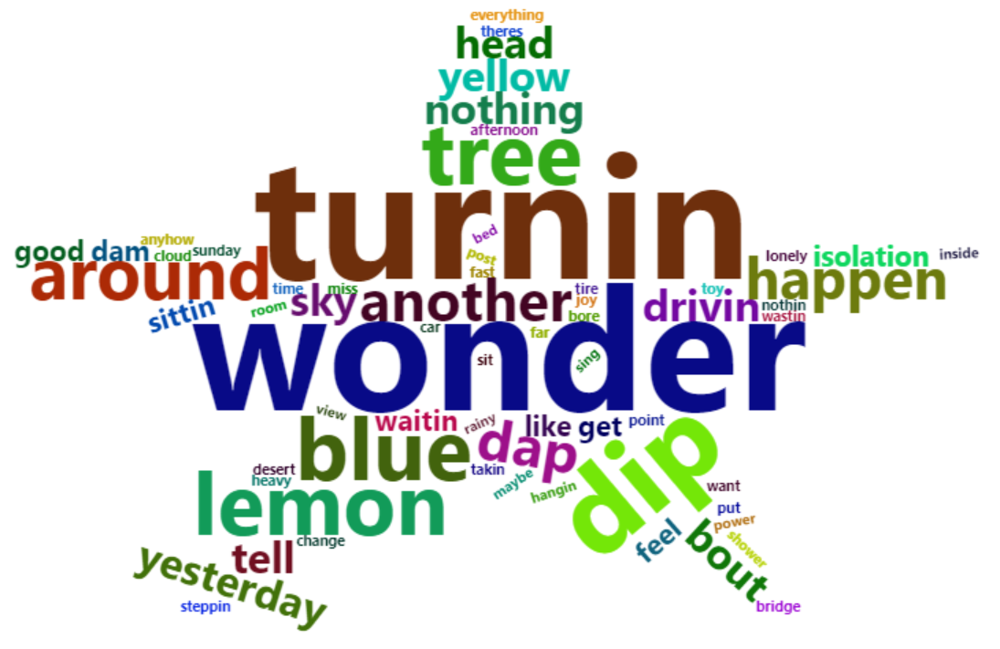 everything
theres
head
yellow
nothing
afternoon
tree
turnin
bed
post
fast
good dam anyhow cloud sunday
around
lonely isolation inside
happen
time miss
room sky another tire joy bore
toy
drivin nothin wastin
sittin
car far
wonder
sit sing
view waitin rainy like get point
blue dap dip
desert heavy takin maybe hangin
lemon
want
put
power
shower
feel bout
change
tell
yesterday
steppin
bridge